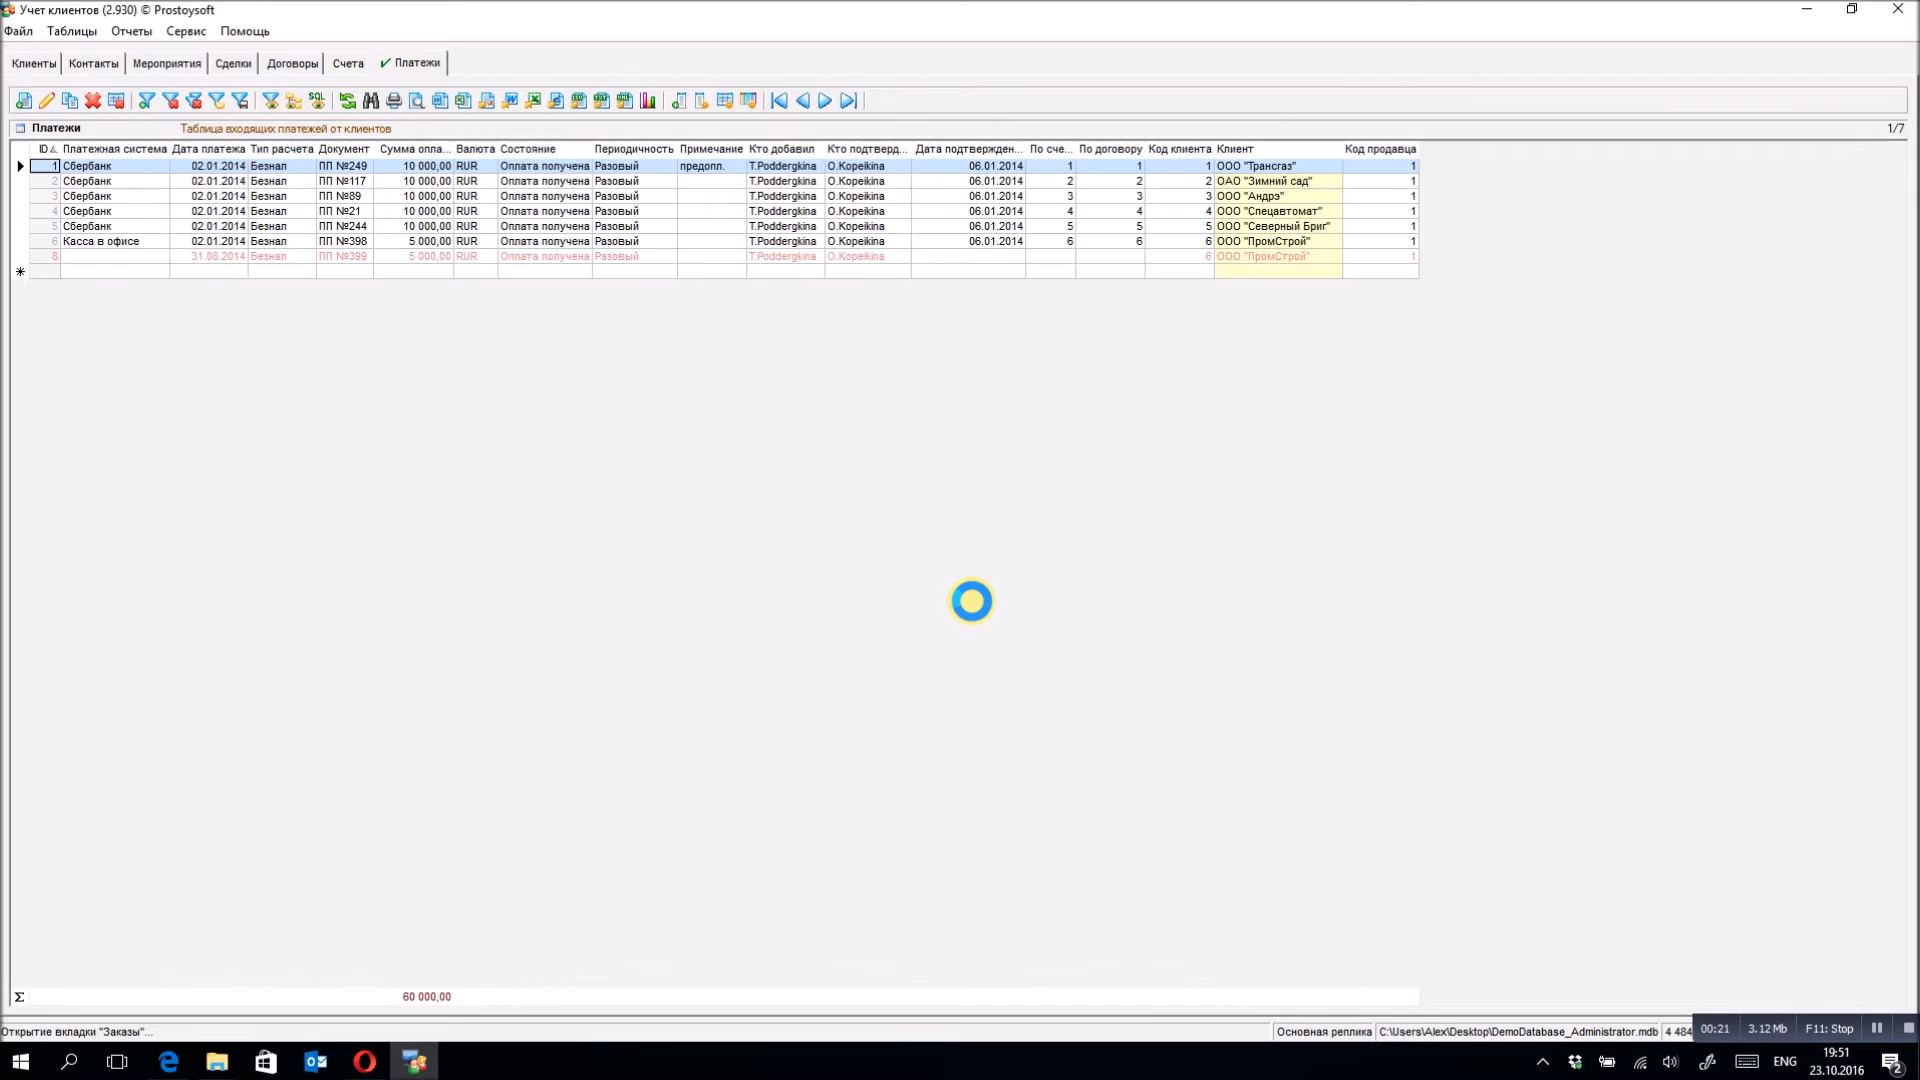 Учет клиентов (2.930) © Prostoysoft
Файл Таблицы Отчеты Сервис Помощь
Клиенты Контакты Мероприятия Сделки Договоры Счета Платежи
SQL
Платежи Таблица входящих платежей от клиентов 1/7
ID Платежная система Дата платежа Тип расчета Документ Сумма опла... Валюта Состояние Периодичность Примечание Кто добавил Кто подтверд... Дата подтвержден... По сче... По договору Код клиента Клиент Код продавца
1 Сбербанк 02.01.2014 Безнал ПП №249 10 000,00 RUR Оплата получена Разовый предопл. T.Poddergkina O.Kopeikina 06.01.2014 1 1 1 ООО "Трансгаз" 1
2 Сбербанк 02.01.2014 Безнал ПП №117 10 000,00 RUR Оплата получена Разовый T.Poddergkina O.Kopeikina 06.01.2014 2 2 2 ОАО "Зимний сад" 1
3 Сбербанк 02.01.2014 Безнал ПП №89 10 000,00 RUR Оплата получена Разовый T.Poddergkina O.Kopeikina 06.01.2014 3 3 3 ООО "Андрэ" 1
4 Сбербанк 02.01.2014 Безнал ПП №21 10 000,00 RUR Оплата получена Разовый T.Poddergkina O.Kopeikina 06.01.2014 4 4 4 ООО "Спецавтомат" 1
5 Сбербанк 02.01.2014 Безнал ПП №244 10 000,00 RUR Оплата получена Разовый T.Poddergkina O.Kopeikina 06.01.2014 5 5 5 ООО "Северный Бриг" 1
6 Касса в офисе 02.01.2014 Безнал ПП №398 5 000,00 RUR Оплата получена Разовый T.Poddergkina O.Kopeikina 06.01.2014 6 6 6 ООО "ПромСтрой" 1
8 31.08.2014 Безнал ПП №399 5 000,00 RUR Оплата получена Разовый T.Poddergkina O.Kopeikina 6 ООО "ПромСтрой" 1
Σ 60 000,00
Открытие вкладки "Заказы"... Основная реплика C:\Users\Alex\Desktop\DemoDatabase_Administrator.mdb 4 484 00:21 3.12 Mb F11: Stop
ENG 19:51
23.10.2016 2